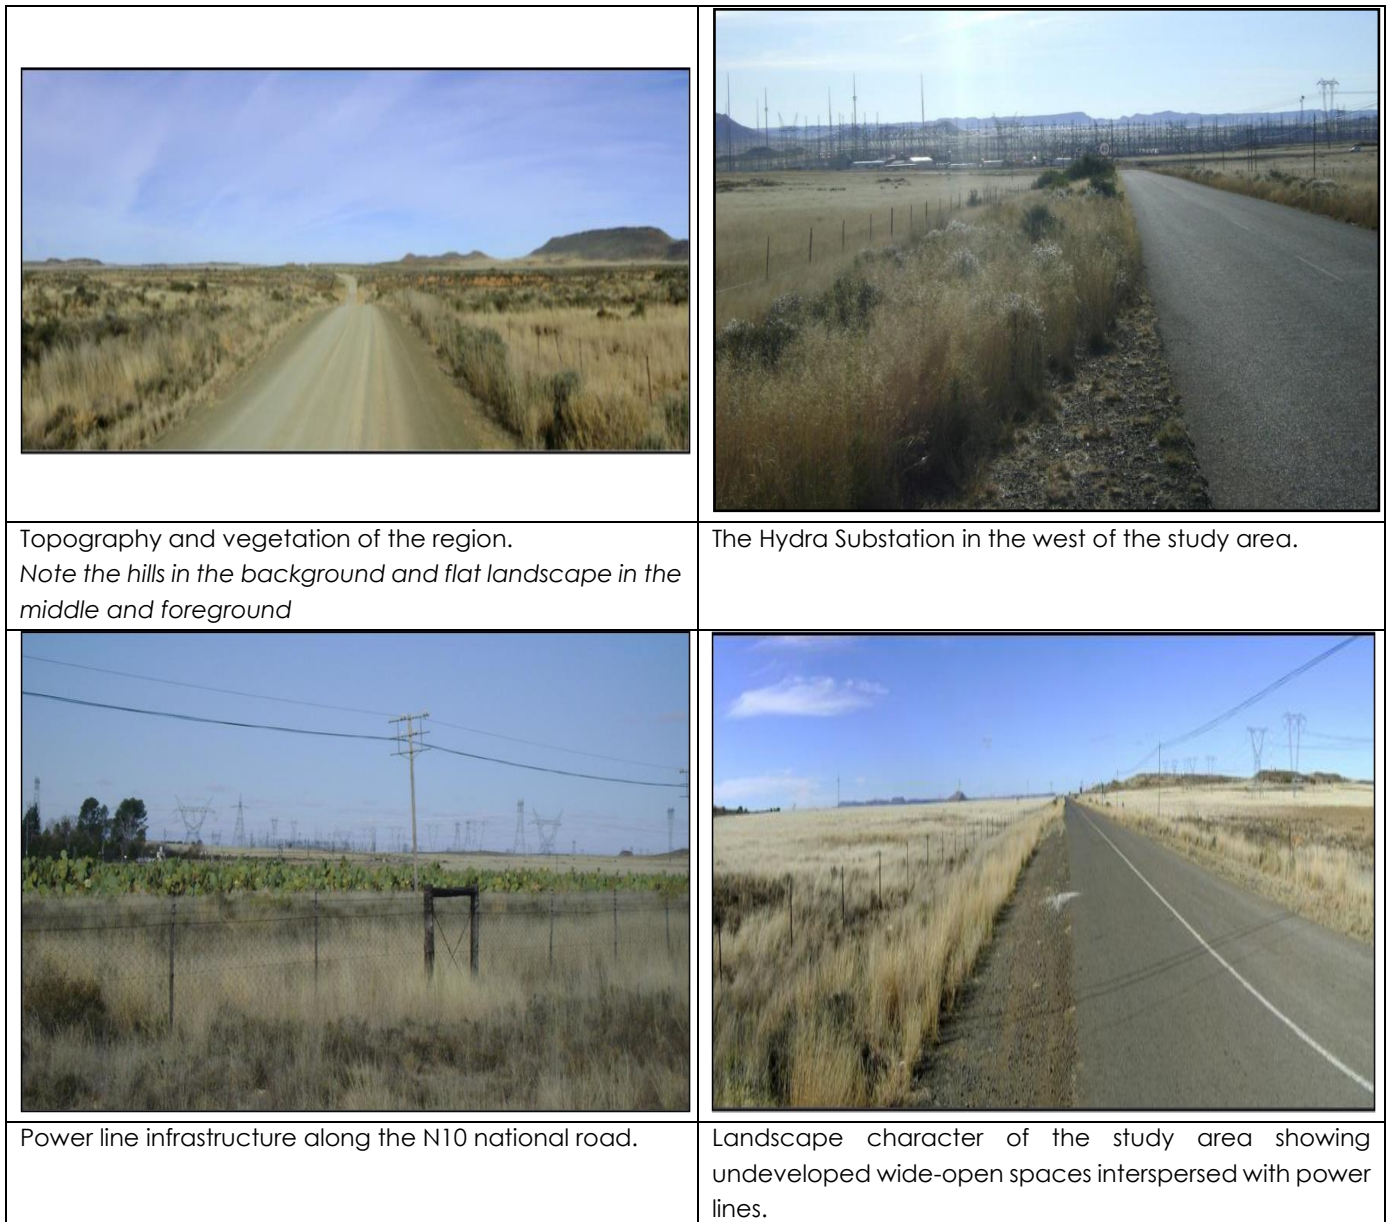 Topography and vegetation of the region.
Note the hills in the background and flat landscape in the
middle and foreground
The Hydra Substation in the west of the study area.
Power line infrastructure along the N10 national road.
Landscape character of the study area showing
undeveloped wide-open spaces interspersed with power
lines.